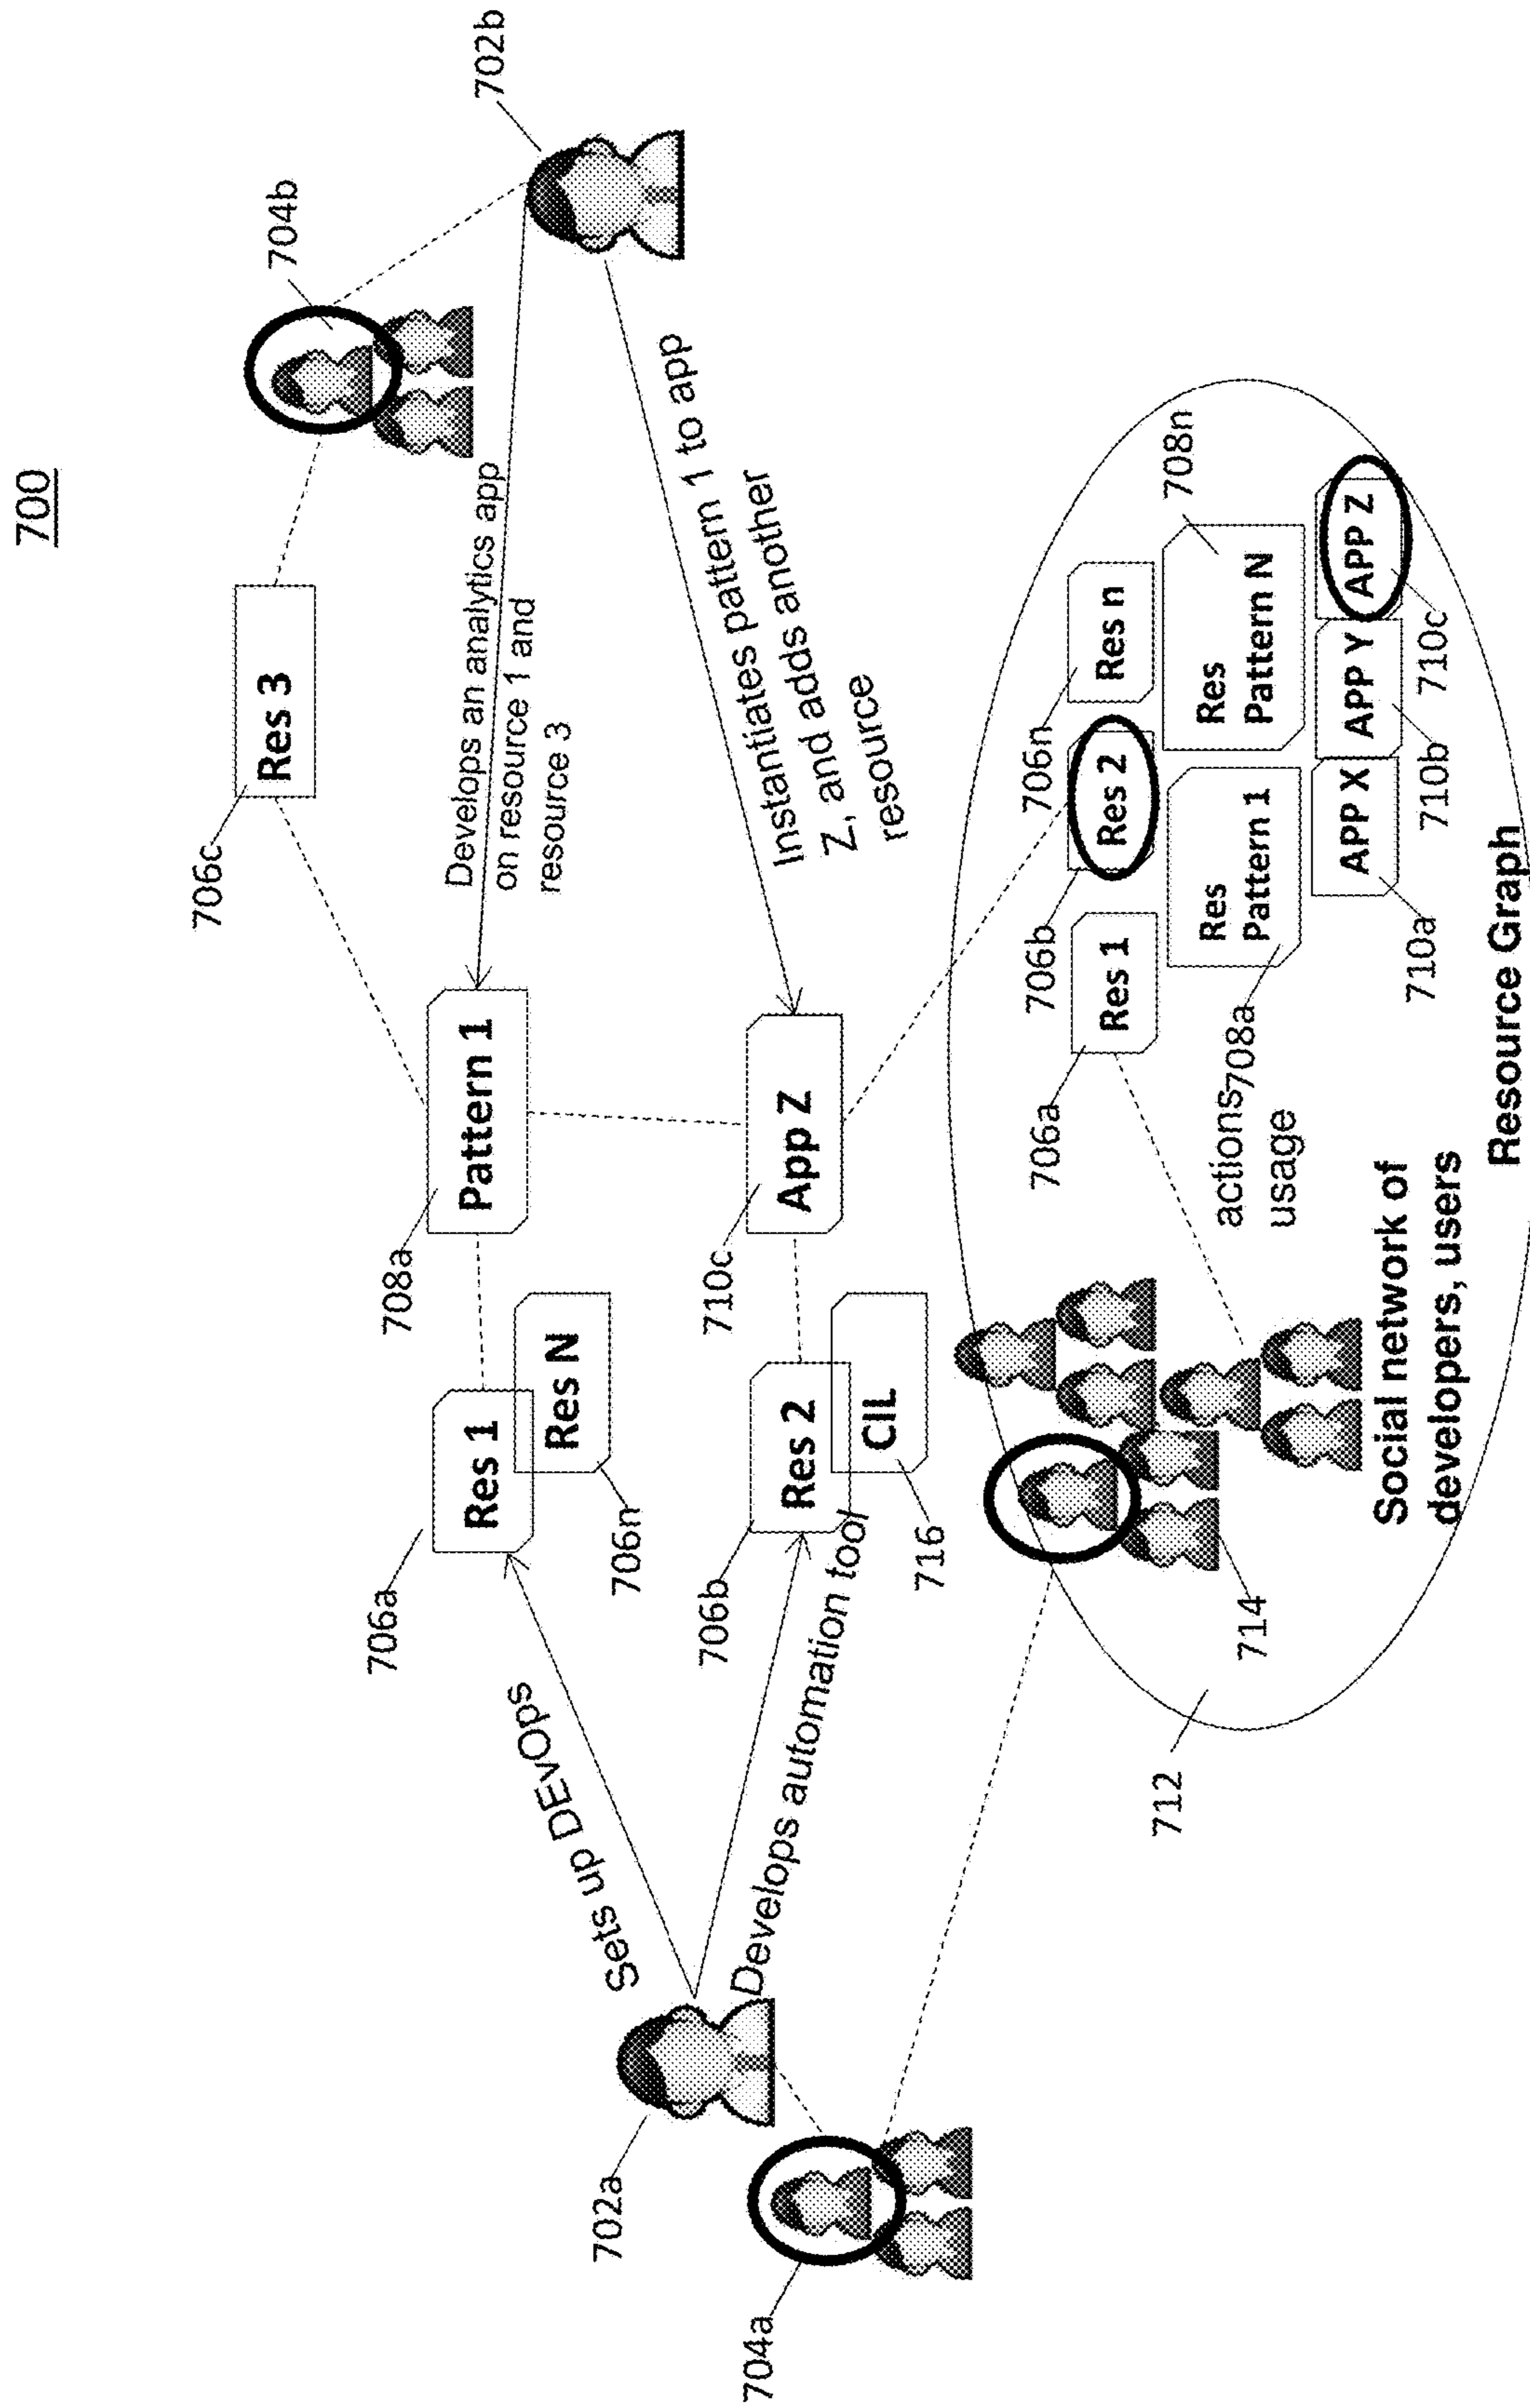 700
702b
704b
Res 3
706c
Develops an analytics app
on resource 1 and
resource 3
Pattern 1
708a
Res 1
706a
Res N
706n
Sets up DEvOps
Instantiates pattern 1 to app
Z, and adds another
resource
App Z
710c
Res 2
706b
CIL
716
Develops automation tool
702a
704a
712
714
Social network of
developers, users
actions
usage
Res 1
706a
Res 2
706b
Res n
706n
Res
Pattern 1
708a
Res
Pattern N
708n
APP X
710a
APP Y
710b
APP Z
710c
Resource Graph